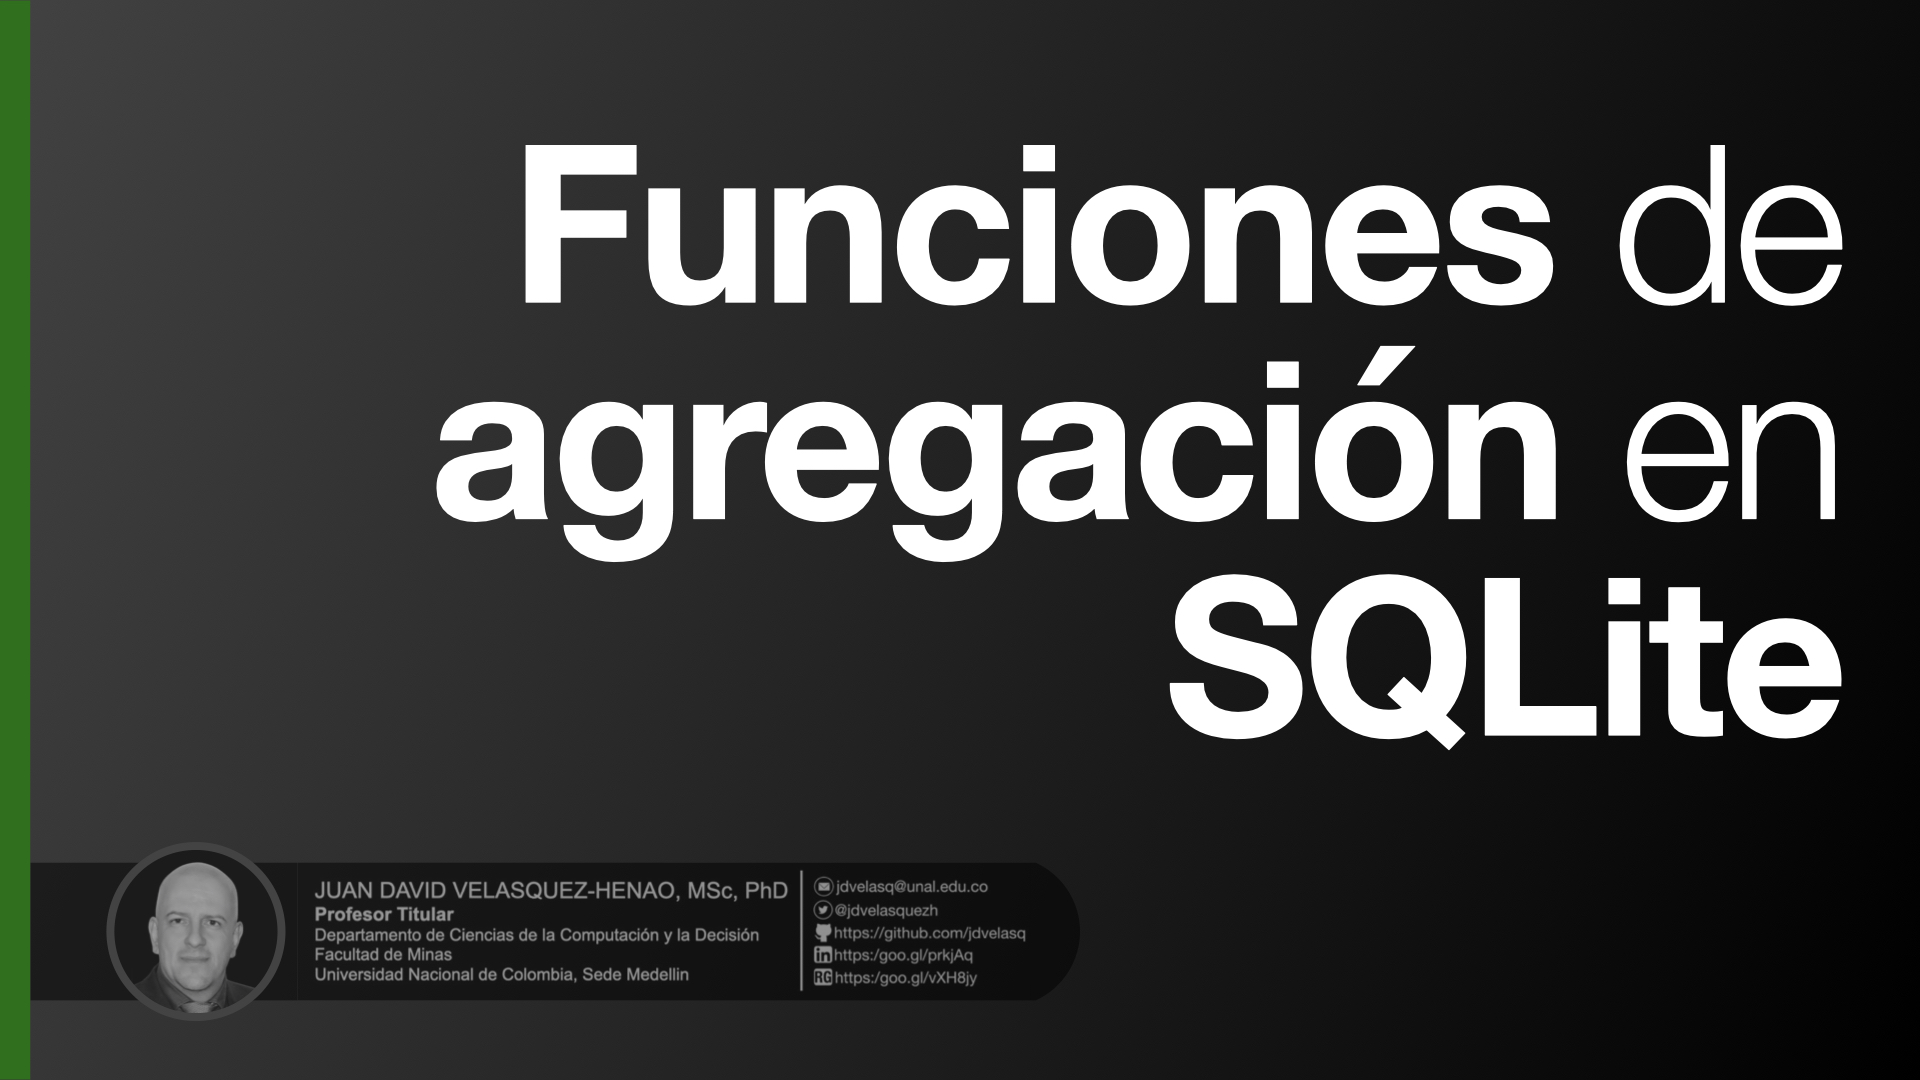 Funciones de
agregación en
SQLite
JUAN DAVID VELASQUEZ-HENAO, MSc, PhD
Profesor Titular
Departamento de Ciencias de la Computación y la Decisión
Facultad de Minas
Universidad Nacional de Colombia, Sede Medellin
jdvelasq@unal.edu.co
@jdvelasquezh
https://github.com/jdvelasq
in https:/goo.gl/prkjAq
RG https:/goo.gl/vXH8jy